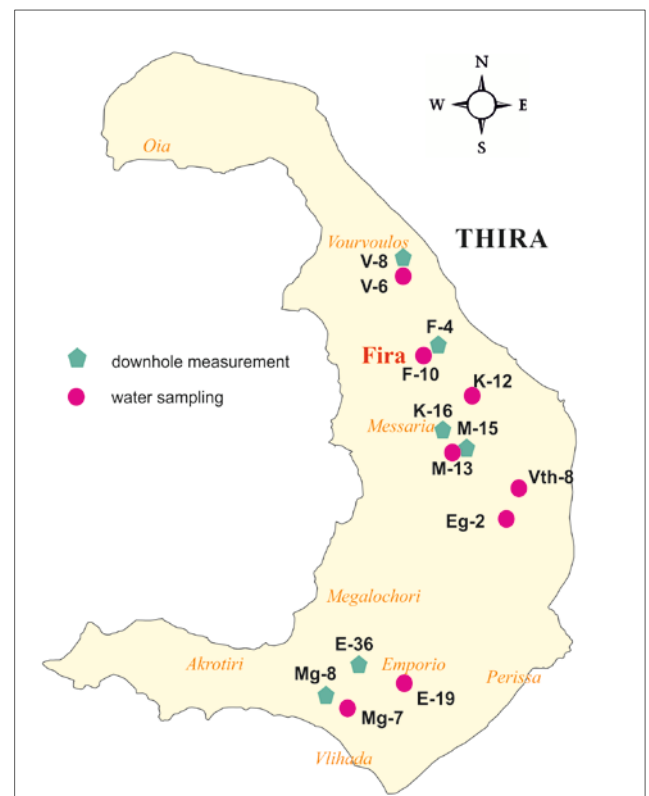 N
W E
S
Oia
THIRA
Vourvoulos
V-8
V-6
F-4
Fira
F-10
K-12
K-16
M-15
Messaria
M-13
Vth-8
Eg-2
downhole measurement
water sampling
Megalochori
E-36
Akrotiri
Emporio
Mg-8
Perissa
E-19
Mg-7
Vlihada